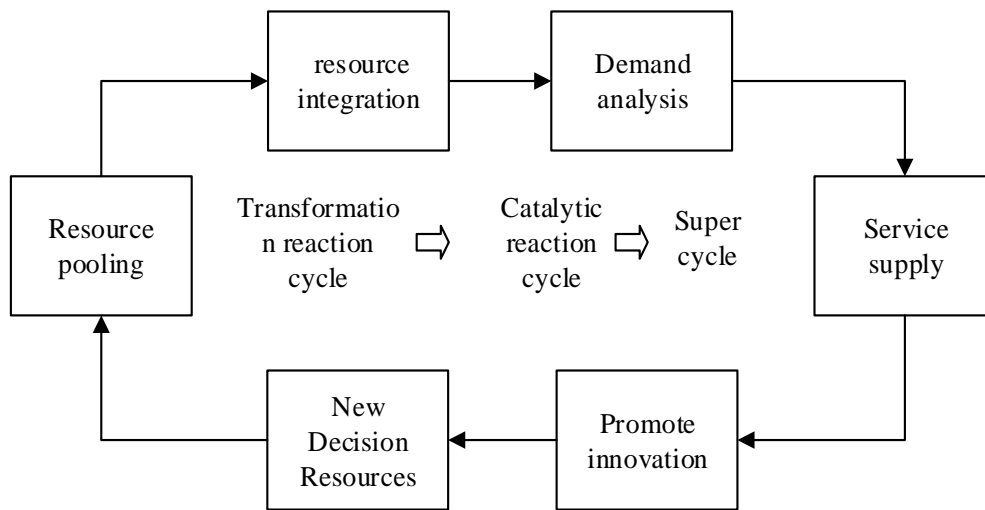 resource
integration
Demand
analysis
Resource
pooling
Transformatio
n reaction
cycle
Catalytic
reaction
cycle
Super
cycle
Service
supply
New
Decision
Resources
Promote
innovation